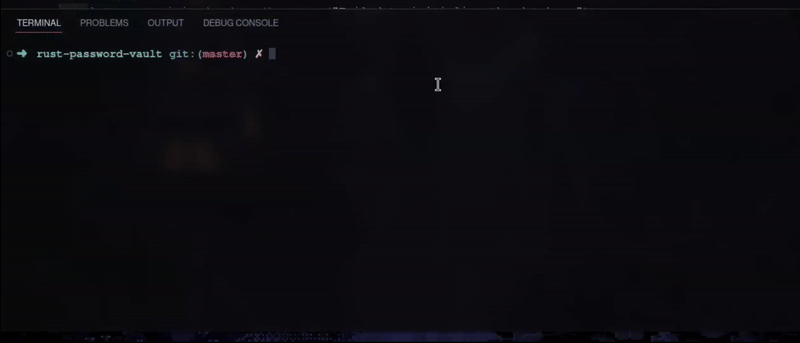 TERMINAL PROBLEMS OUTPUT DEBUG CONSOLE
➜ rust-password-vault git:(master) ✗